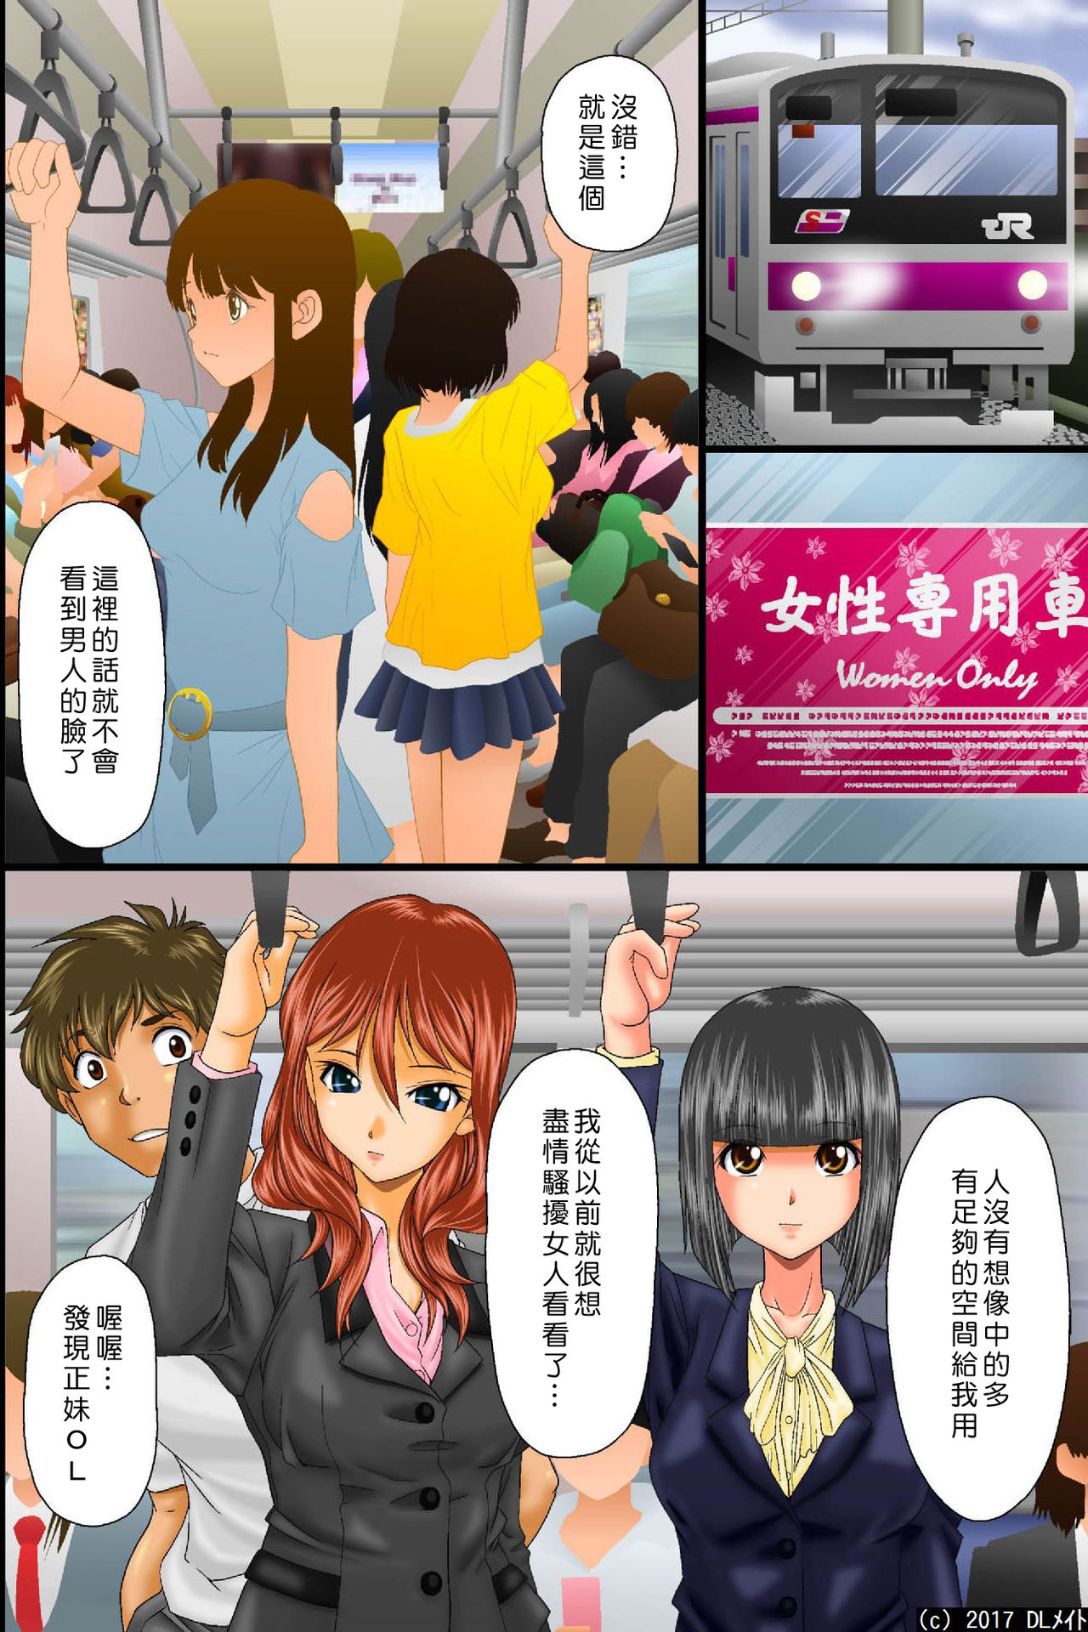 S
JR
女性専用車
Women Only
沒錯…
就是這個
這裡的話就不會
看到男人的臉了
人沒有想像中的多
有足夠的空間給我用
我從以前就很想
盡情騷擾女人看看了…
喔喔…
發現正妹OL
(c) 2017 DLメイト